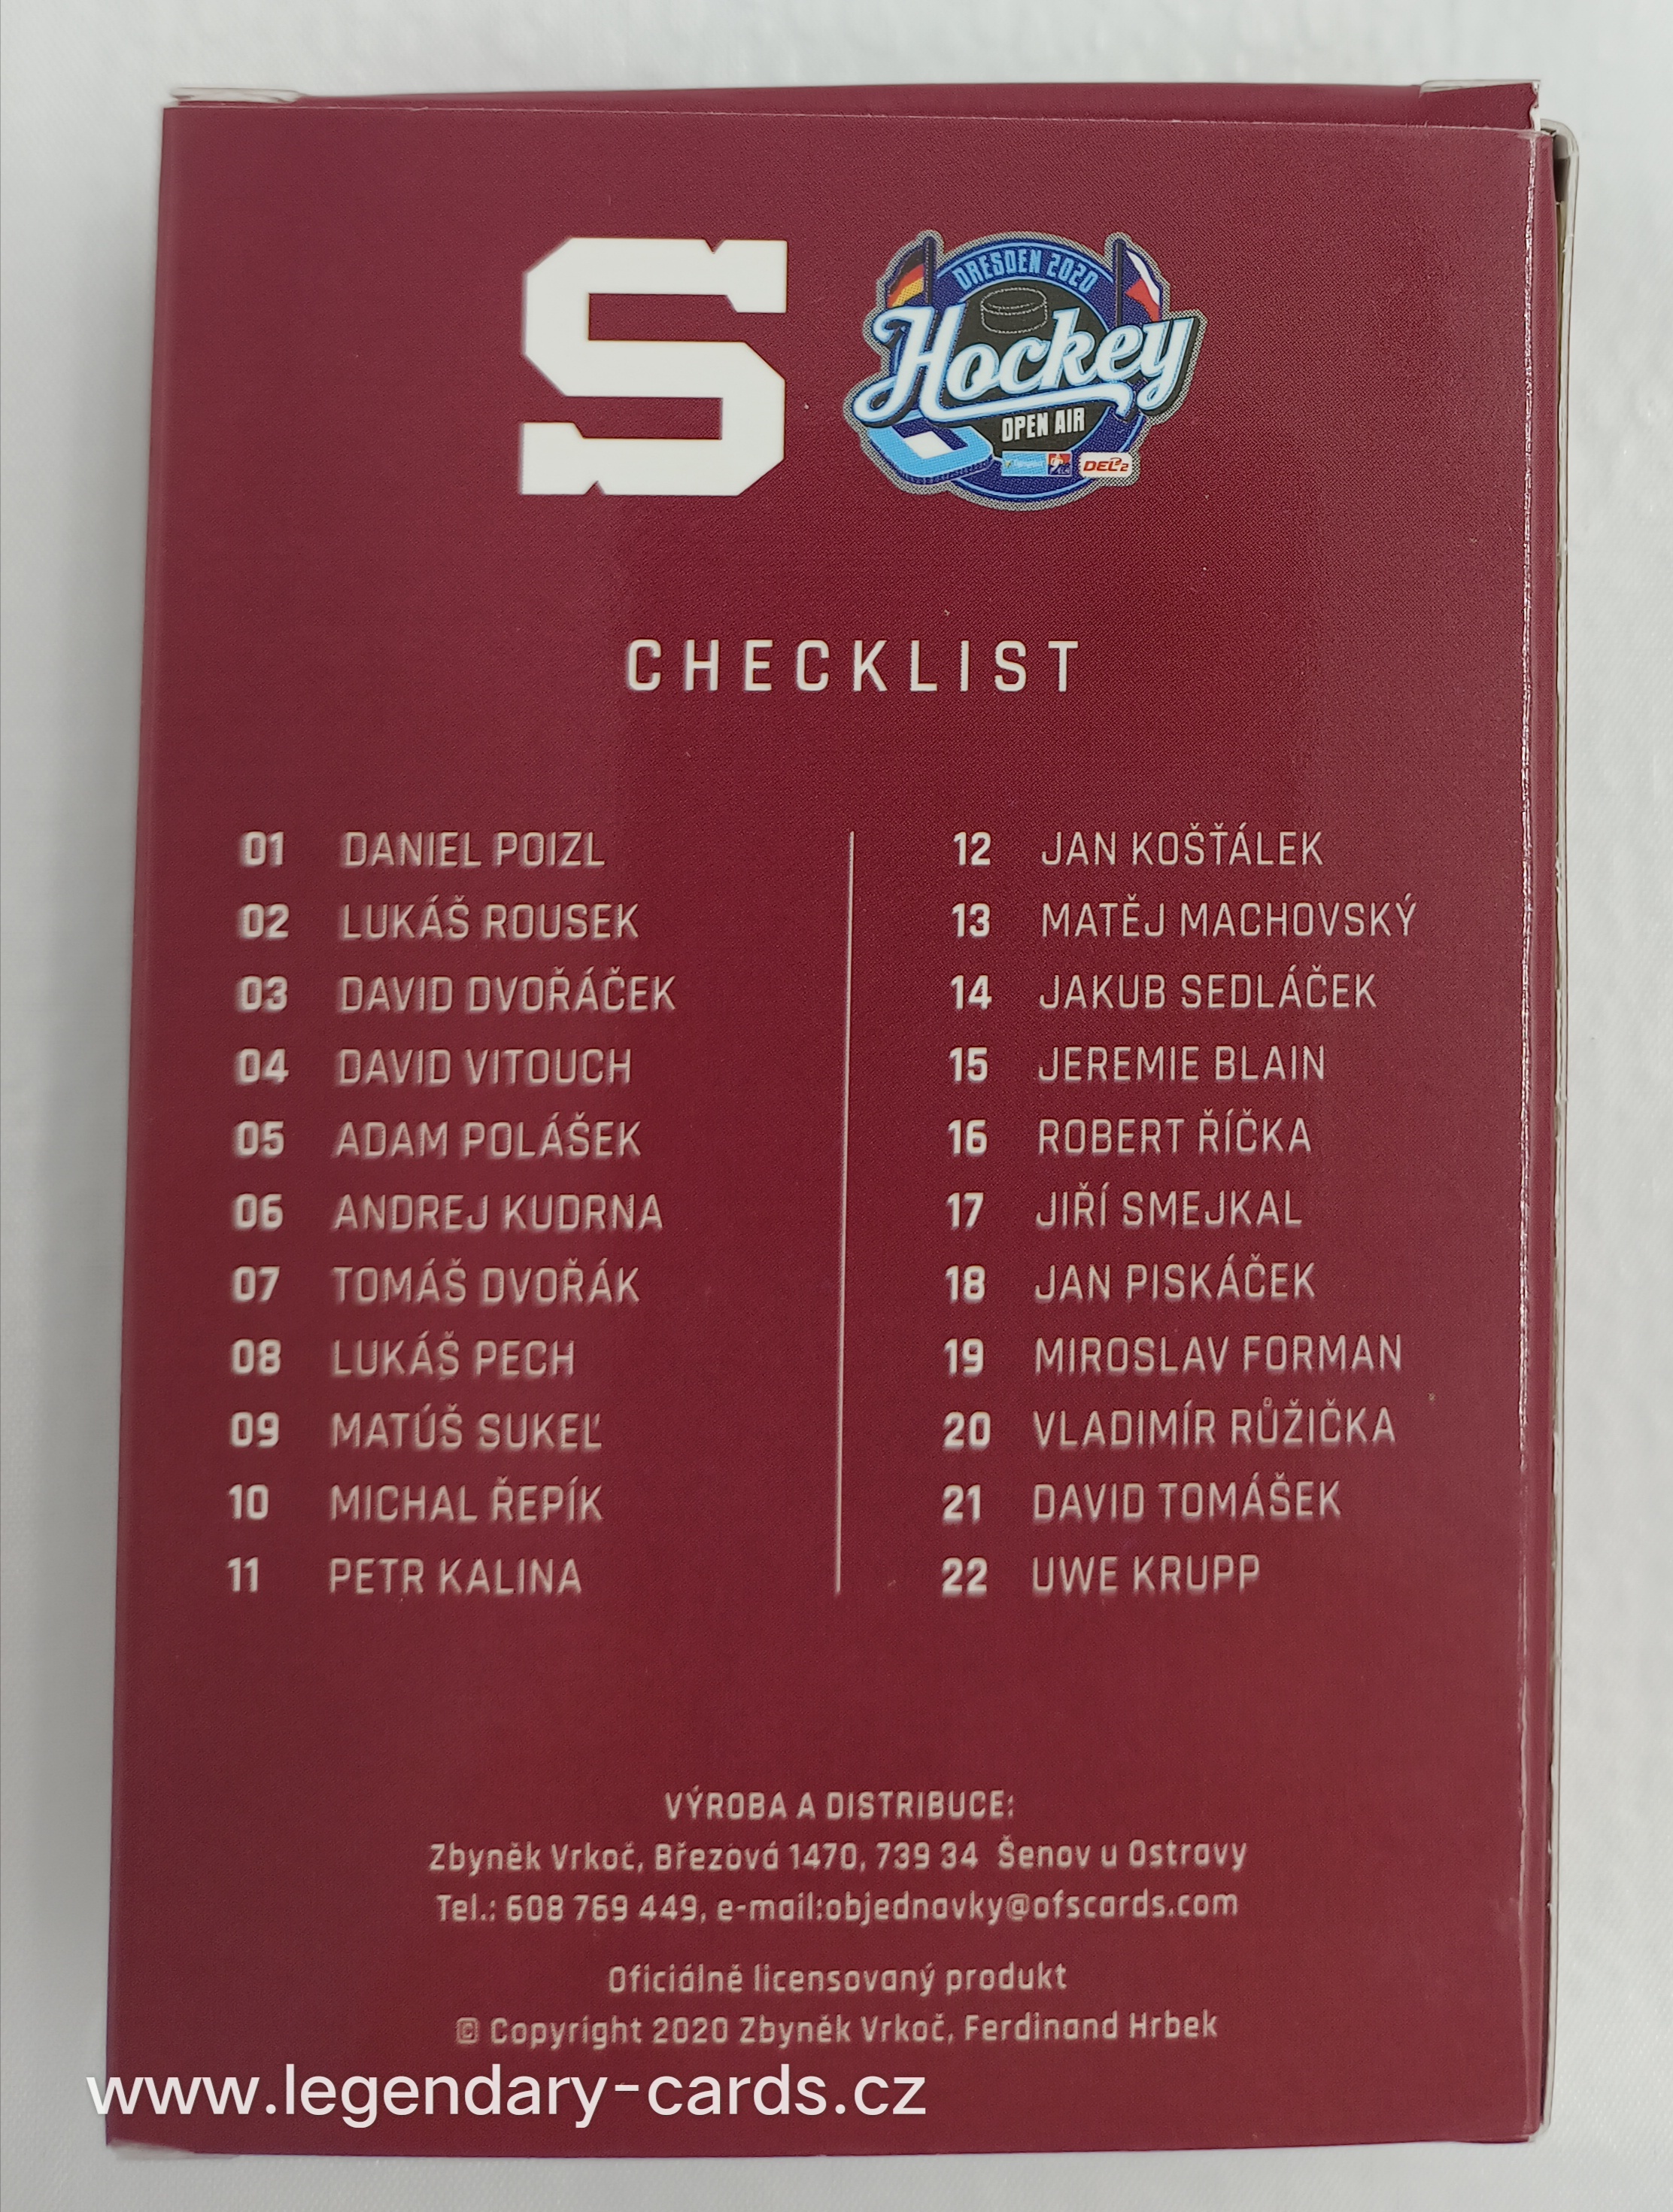 S
DRESDEN 2020
Hockey
OPEN AIR
DEL2
CHECKLIST
01 DANIEL POIZL
02 LUKÁŠ ROUSEK
03 DAVID DVOŘÁČEK
04 DAVID VITOUCH
05 ADAM POLÁŠEK
06 ANDREJ KUDRNA
07 TOMÁŠ DVOŘÁK
08 LUKÁŠ PECH
09 MATÚŠ SUKEĽ
10 MICHAL ŘEPÍK
11 PETR KALINA
12 JAN KOŠŤÁLEK
13 MATĚJ MACHOVSKÝ
14 JAKUB SEDLÁČEK
15 JEREMIE BLAIN
16 ROBERT ŘÍČKA
17 JIŘÍ SMEJKAL
18 JAN PISKÁČEK
19 MIROSLAV FORMAN
20 VLADIMÍR RŮŽIČKA
21 DAVID TOMÁŠEK
22 UWE KRUPP
VÝROBA A DISTRIBUCE:
Zbyněk Vrkoč, Březová 1470, 739 34 Šenov u Ostravy
Tel.: 608 769 449, e-mail:objednavky@ofscards.com
Oficiálně licensovaný produkt
© Copyright 2020 Zbyněk Vrkoč, Ferdinand Hrbek
www.legendary-cards.cz